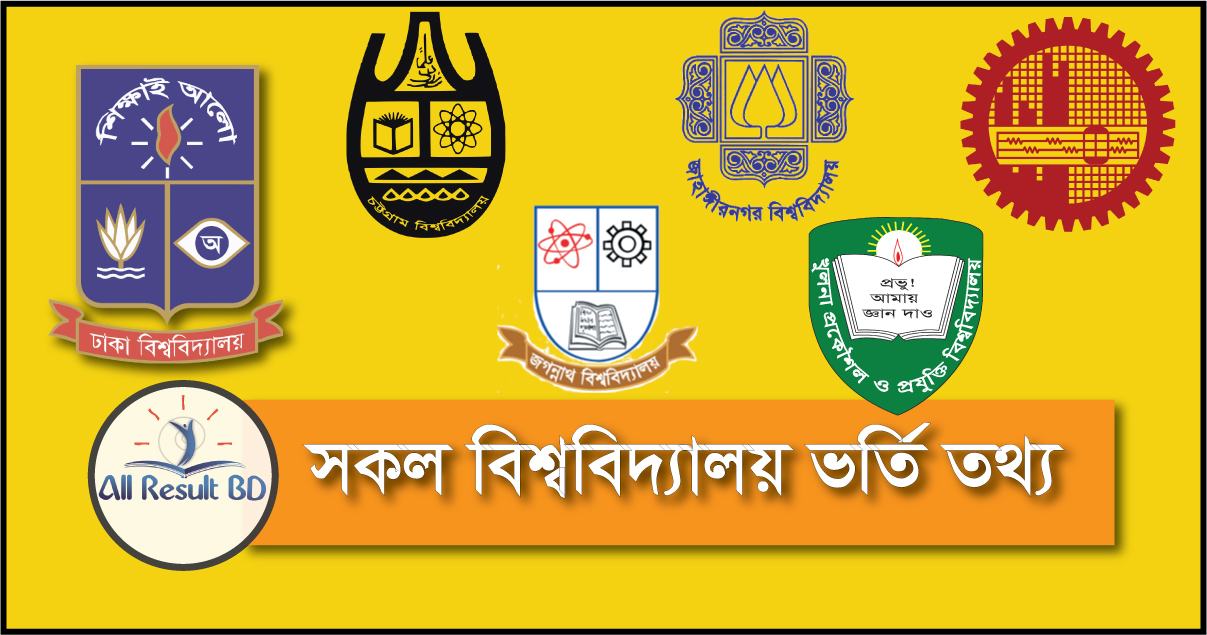 শিক্ষাই আলো
অ
ঢাকা বিশ্ববিদ্যালয়
চট্টগ্রাম বিশ্ববিদ্যালয়
জাহাঙ্গীরনগর বিশ্ববিদ্যালয়
জগন্নাথ বিশ্ববিদ্যালয়
প্রভু!
আমায়
জ্ঞান দাও
খুলনা প্রকৌশল ও প্রযুক্তি বিশ্ববিদ্যালয়
All Result BD
সকল বিশ্ববিদ্যালয় ভর্তি তথ্য